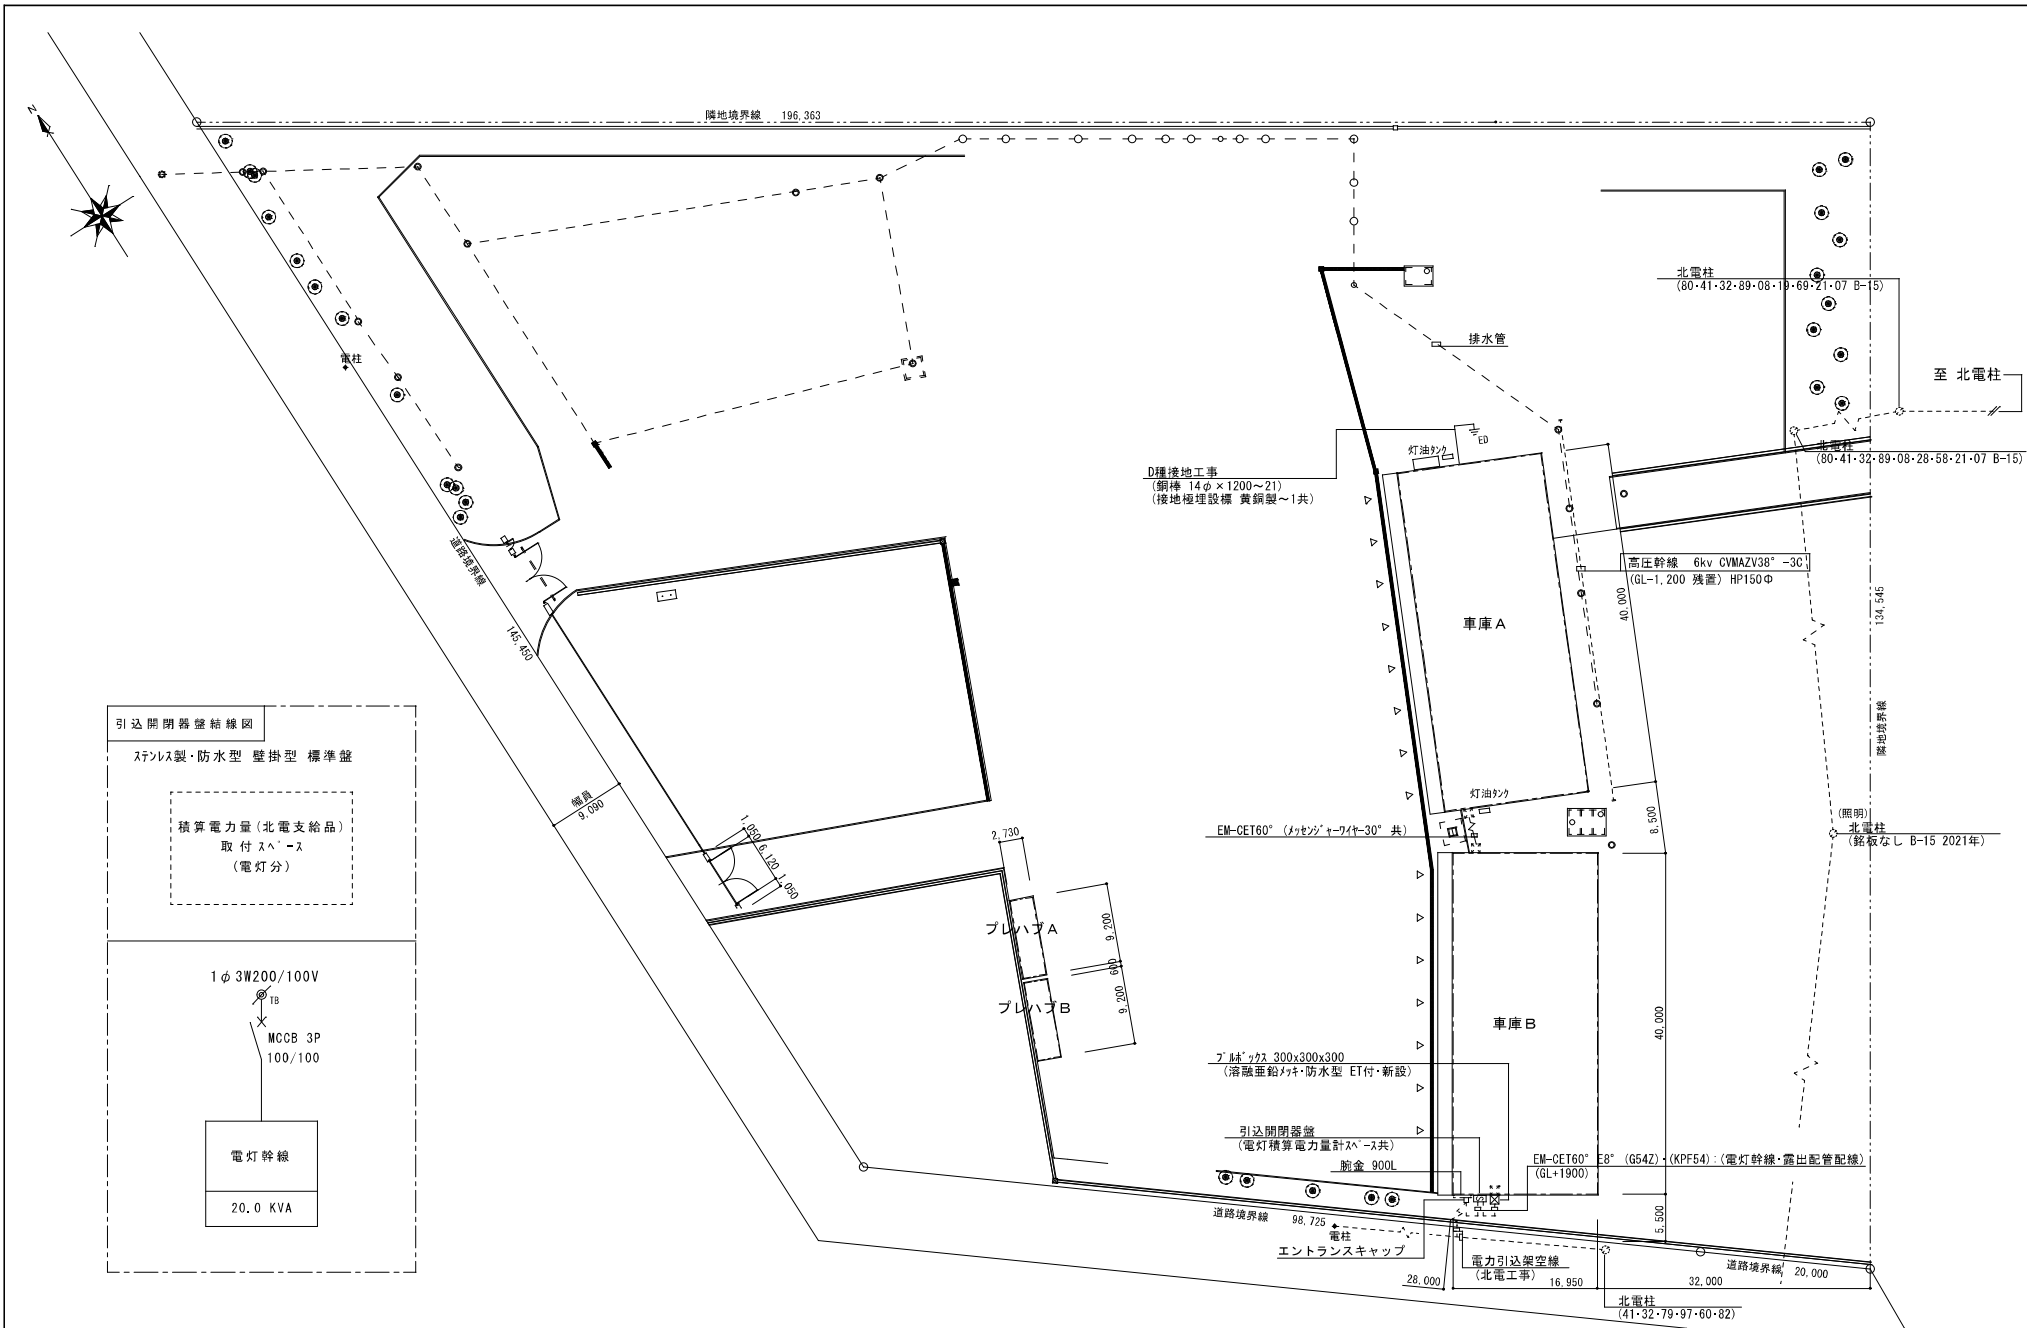 N
隣地境界線 196,363
電柱
北電柱
(80・41・32・89・08・19・69・21・07 B-15)
排水管
至 北電柱
北電柱
(80・41・32・89・08・28・58・21・07 B-15)
ED
灯油タンク
D種接地工事
(銅棒 14φ×1200～21)
(接地極埋設標 黄銅製～1共)
道路境界線
145,450
高圧幹線 6kv CVMAZV38°-3C
(GL-1,200 残置) HP150Φ
40,000
車庫A
134,545
隣地境界線
引込開閉器盤結線図
ステンレス製・防水型 壁掛型 標準盤
積算電力量(北電支給品)
取付スペース
(電灯分)
1φ3W200/100V
TB
MCCB 3P
100/100
電灯幹線
20.0 KVA
幅員
9,090
1,050
6,120
1,050
2,730
灯油タンク
EM-CET60° (メッセンジャーワイヤー30° 共)
8,500
(照明)
北電柱
(銘板なし B-15 2021年)
プレハブA
9,200
600
プレハブB
9,200
車庫B
40,000
プルボックス 300x300x300
(溶融亜鉛メッキ・防水型 ET付・新設)
引込開閉器盤
(電灯積算電力量計スペース共)
腕金 900L
EM-CET60° E8° (G54Z)・(KPF54):(電灯幹線・露出配管配線)
(GL+1900)
道路境界線 98,725
電柱
エントランスキャップ
電力引込架空線
(北電工事)
5,500
道路境界線 20,000
28,000
16,950
32,000
北電柱
(41・32・79・97・60・82)